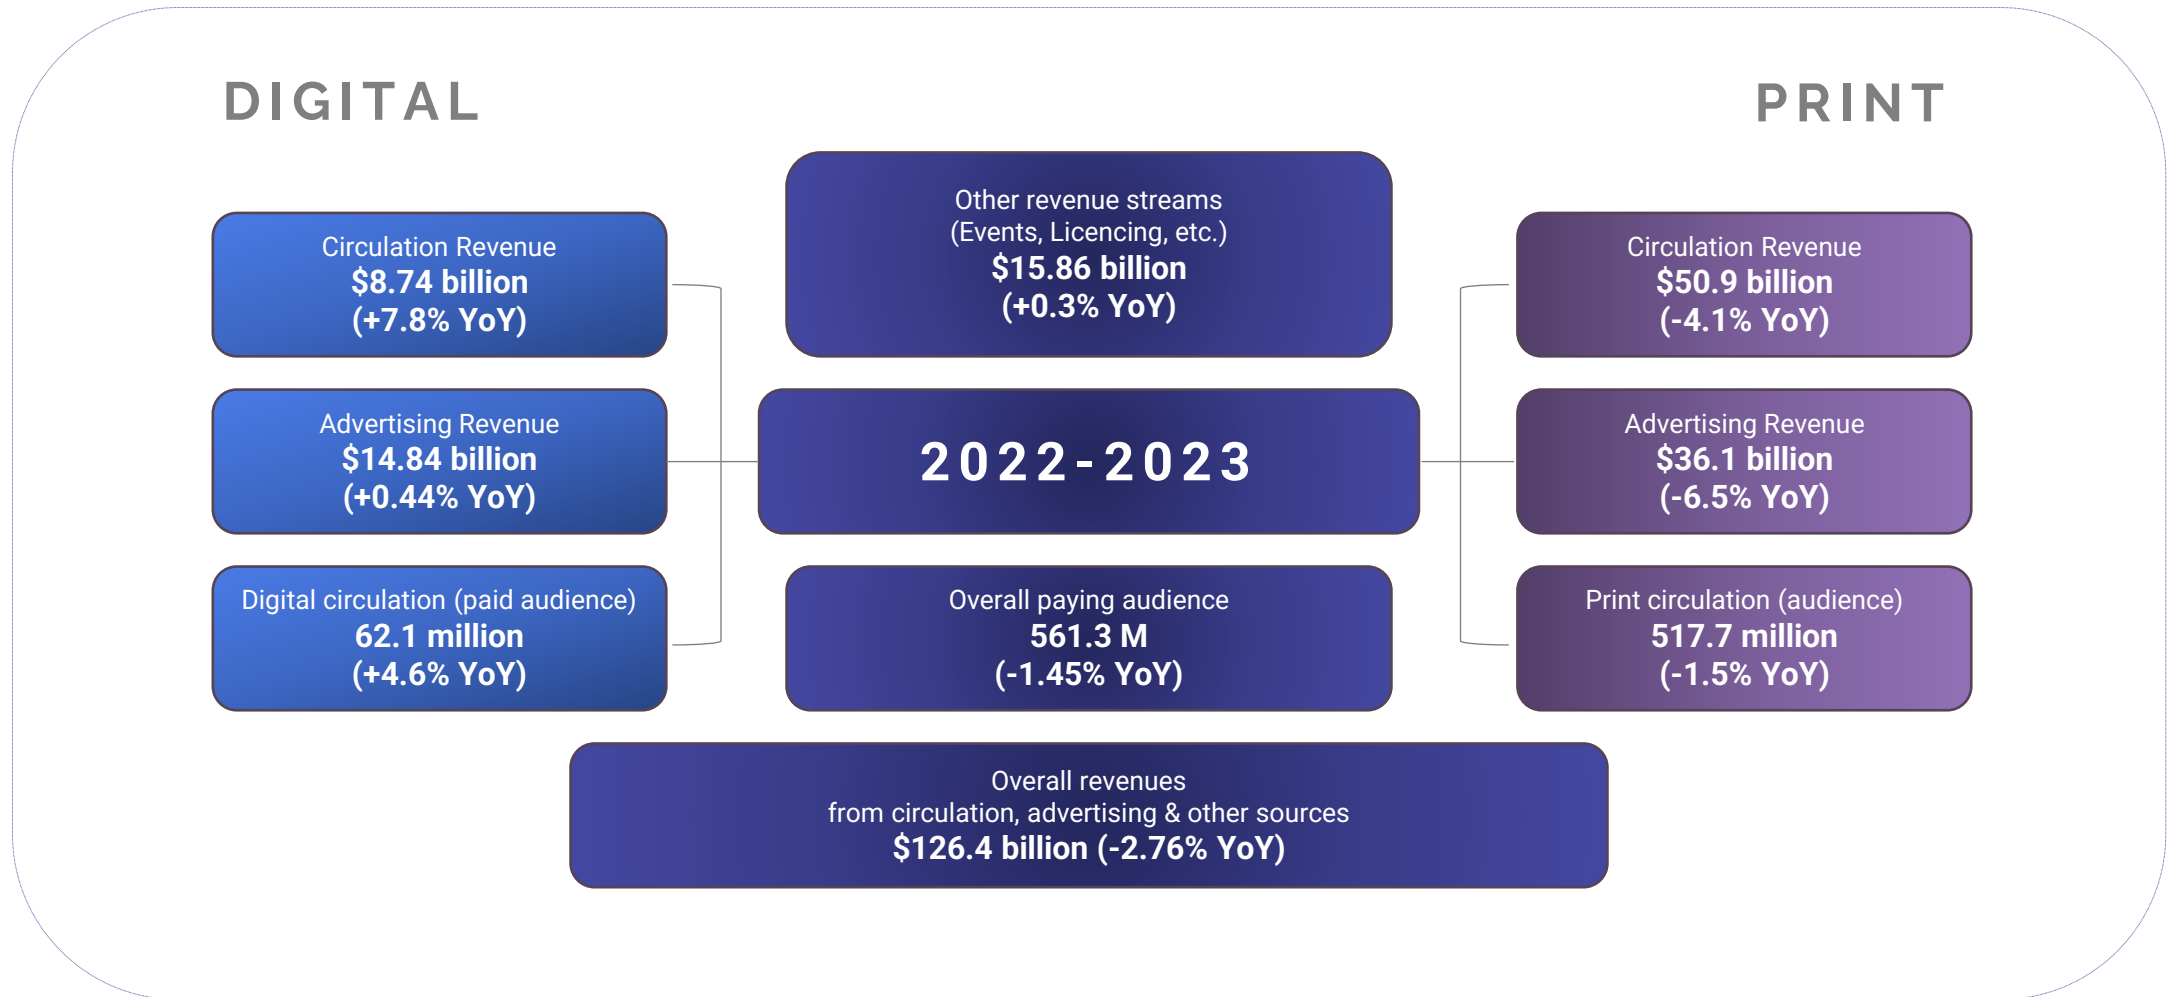 DIGITAL
PRINT
Circulation Revenue
$8.74 billion
(+7.8% YoY)
Advertising Revenue
$14.84 billion
(+0.44% YoY)
Digital circulation (paid audience)
62.1 million
(+4.6% YoY)
Other revenue streams
(Events, Licencing, etc.)
$15.86 billion
(+0.3% YoY)
2022-2023
Overall paying audience
561.3 M
(-1.45% YoY)
Circulation Revenue
$50.9 billion
(-4.1% YoY)
Advertising Revenue
$36.1 billion
(-6.5% YoY)
Print circulation (audience)
517.7 million
(-1.5% YoY)
Overall revenues
from circulation, advertising & other sources
$126.4 billion (-2.76% YoY)